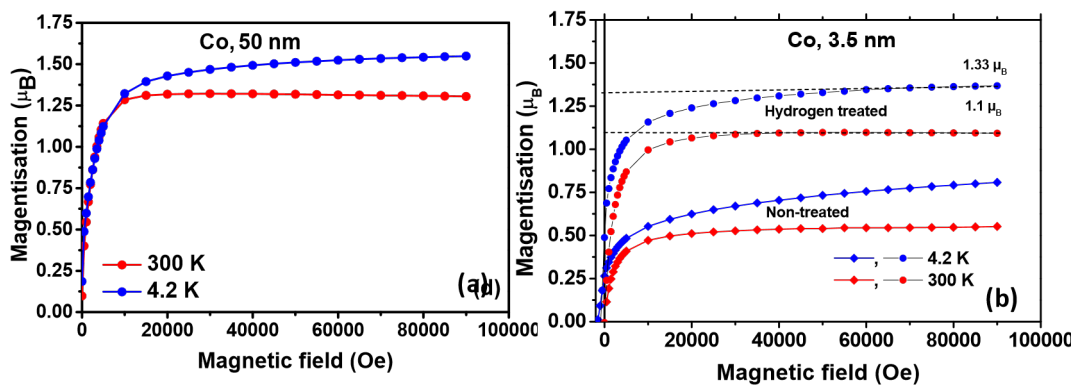 Co, 50 nm
Magentisation (μB)
1.75
1.50
1.25
1.00
0.75
0.50
0.25
0.00
300 K
4.2 K
(a)
(d)
0
20000
40000
60000
80000
100000
Magnetic field (Oe)
Co, 3.5 nm
Magentisation (μB)
1.75
1.50
1.25
1.00
0.75
0.50
0.25
0.00
1.33 μB
Hydrogen treated
1.1 μB
Non-treated
, 4.2 K
, 300 K
(b)
0
20000
40000
60000
80000
100000
Magnetic field (Oe)